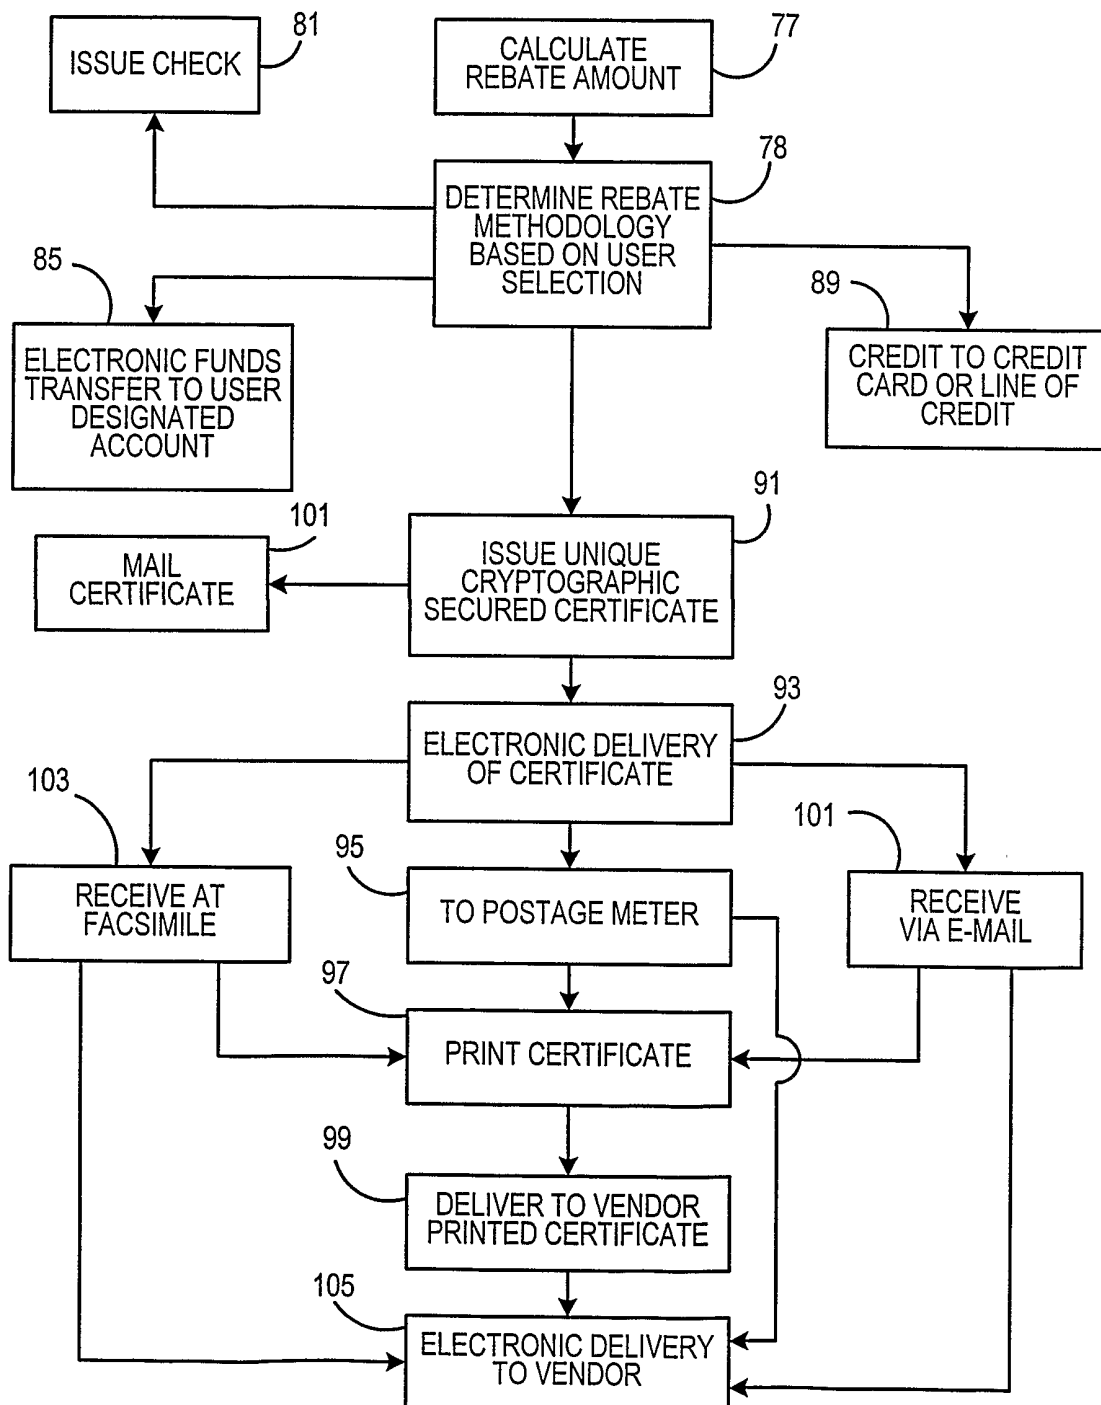 81
ISSUE CHECK
77
CALCULATE
REBATE AMOUNT
78
DETERMINE REBATE
METHODOLOGY
BASED ON USER
SELECTION
85
ELECTRONIC FUNDS
TRANSFER TO USER
DESIGNATED
ACCOUNT
89
CREDIT TO CREDIT
CARD OR LINE OF
CREDIT
91
ISSUE UNIQUE
CRYPTOGRAPHIC
SECURED CERTIFICATE
101
MAIL
CERTIFICATE
93
ELECTRONIC DELIVERY
OF CERTIFICATE
103
RECEIVE AT
FACSIMILE
95
TO POSTAGE METER
101
RECEIVE
VIA E-MAIL
97
PRINT CERTIFICATE
99
DELIVER TO VENDOR
PRINTED CERTIFICATE
105
ELECTRONIC DELIVERY
TO VENDOR